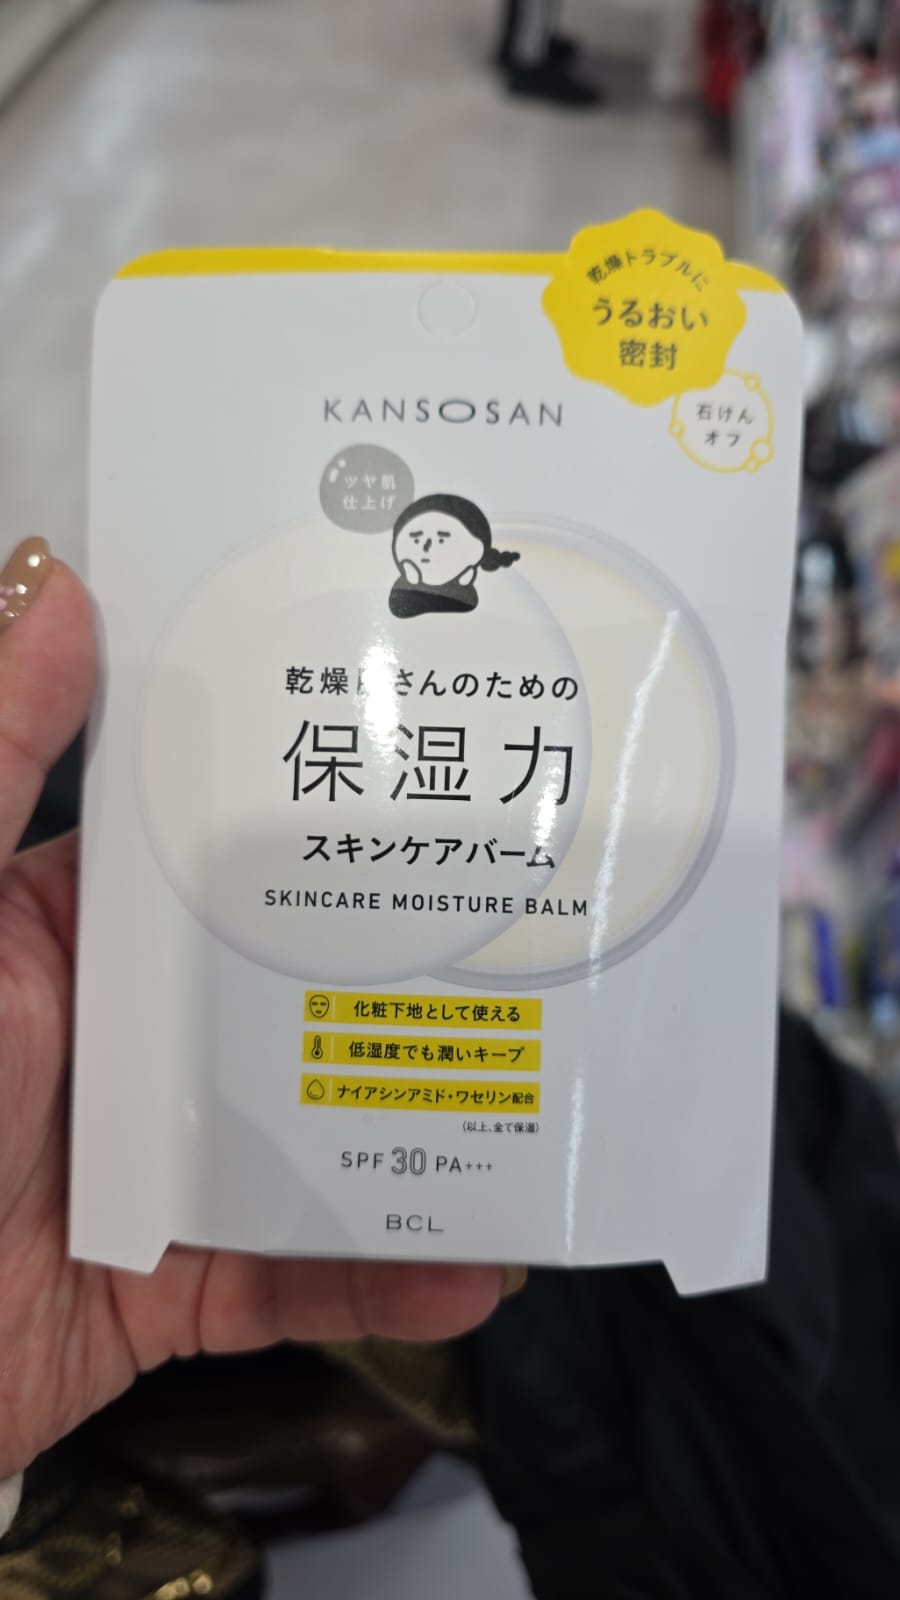 乾燥トラブルに
うるおい
密封
石けん
オフ
KANSOSAN
ツヤ肌
仕上げ
乾燥 さんのための
保湿力
スキンケアバーム
SKINCARE MOISTURE BALM
化粧下地として使える
低湿度でも潤いキープ
ナイアシンアミド・ワセリン配合
(以上、全て保湿)
SPF 30 PA+++
BCL